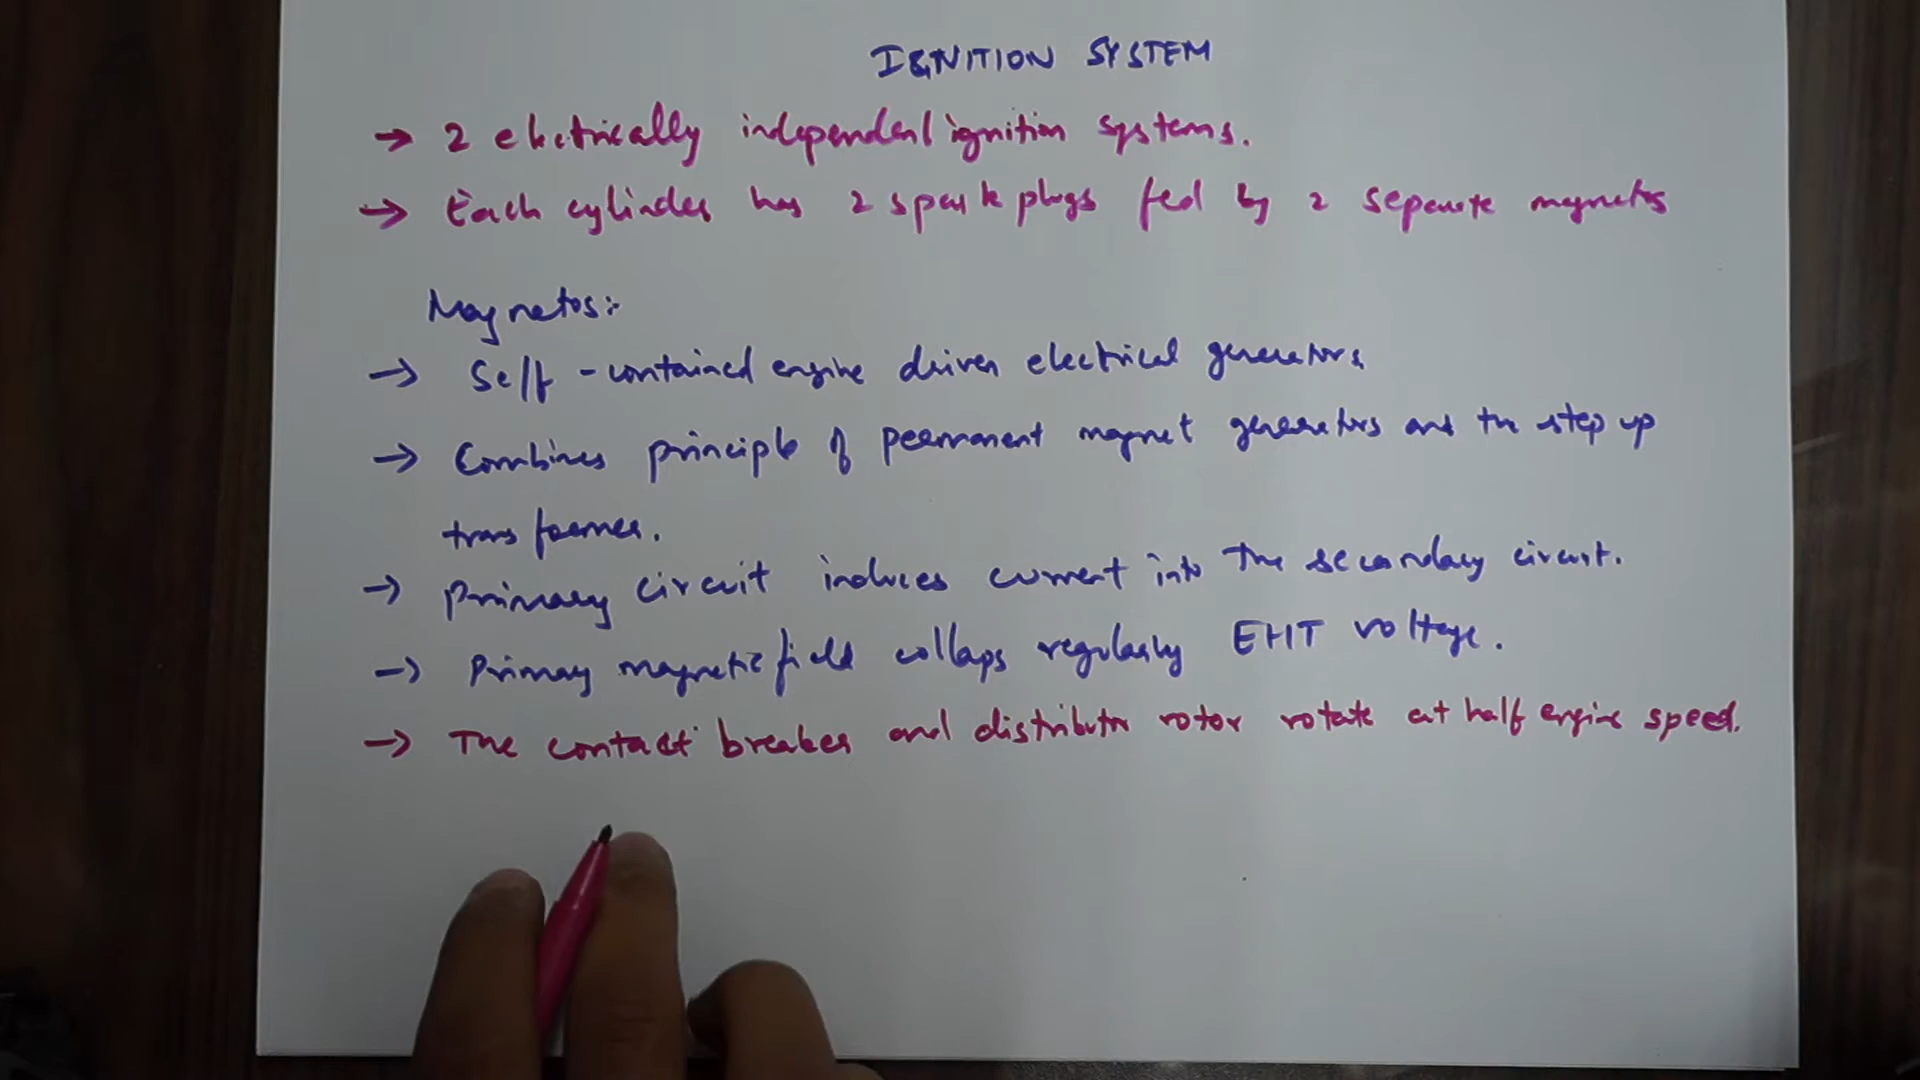 IGNITION SYSTEM
→ 2 electrically independent ignition systems.
→ Each cylinder has 2 spark plugs fed by 2 separate magnetos
Magnetos:
→ Self-contained engine driven electrical generators.
→ Combines principle of permanent magnet generators and the step up
transformer.
→ Primary circuit induces current into the secondary circuit.
→ Primary magnetic field collaps regularly EHT voltage.
→ The contact breaker and distributor rotor rotate at half engine speed.